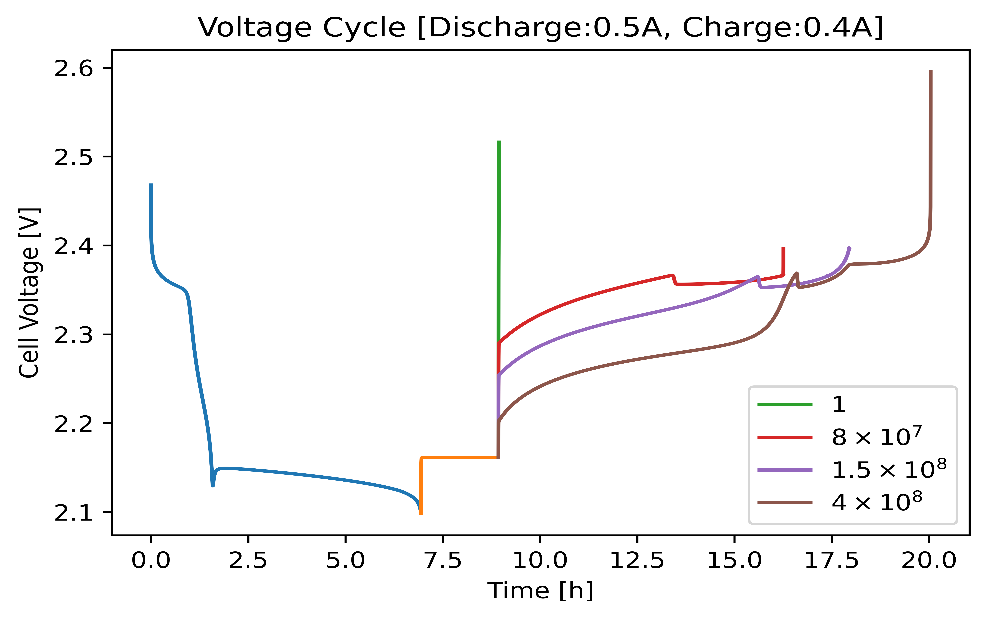 Voltage Cycle [Discharge:0.5A, Charge:0.4A]
Cell Voltage [V]
2.6
2.5
2.4
2.3
2.2
2.1
1
8 × 10⁷
1.5 × 10⁸
4 × 10⁸
0.0 2.5 5.0 7.5 10.0 12.5 15.0 17.5 20.0
Time [h]